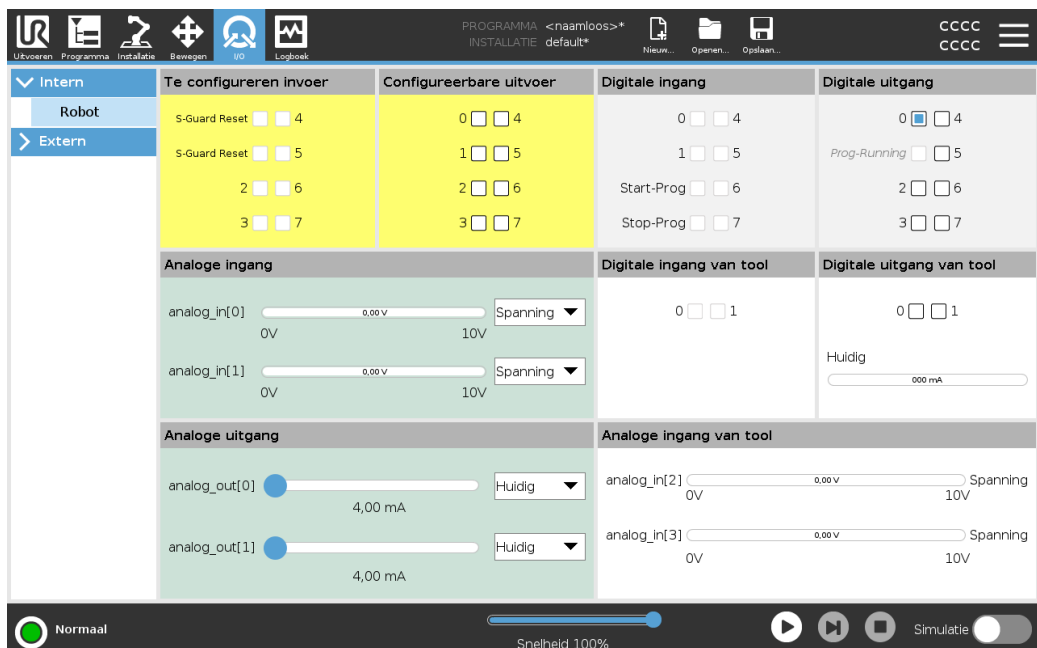 PROGRAMMA <naamloos>*
INSTALLATIE default*
CCCC
CCCC
Uitvoeren Programma Installatie Bewegen I/O Logboek
Nieuw... Openen... Opslaan...
Intern
Robot
Extern
Te configureren invoer
S-Guard Reset 4
S-Guard Reset 5
2 6
3 7
Configureerbare uitvoer
0 4
1 5
2 6
3 7
Digitale ingang
0 4
1 5
Start-Prog 6
Stop-Prog 7
Digitale uitgang
0 4
Prog-Running 5
2 6
3 7
Analoge ingang
analog_in[0] 0,00 V Spanning
0V 10V
analog_in[1] 0,00 V Spanning
0V 10V
Digitale ingang van tool
0 1
Digitale uitgang van tool
0 1
Huidig
000 mA
Analoge uitgang
analog_out[0] Huidig
4,00 mA
analog_out[1] Huidig
4,00 mA
Analoge ingang van tool
analog_in[2] 0,00 V Spanning
0V 10V
analog_in[3] 0,00 V Spanning
0V 10V
Normaal
Snelheid 100%
Simulatie